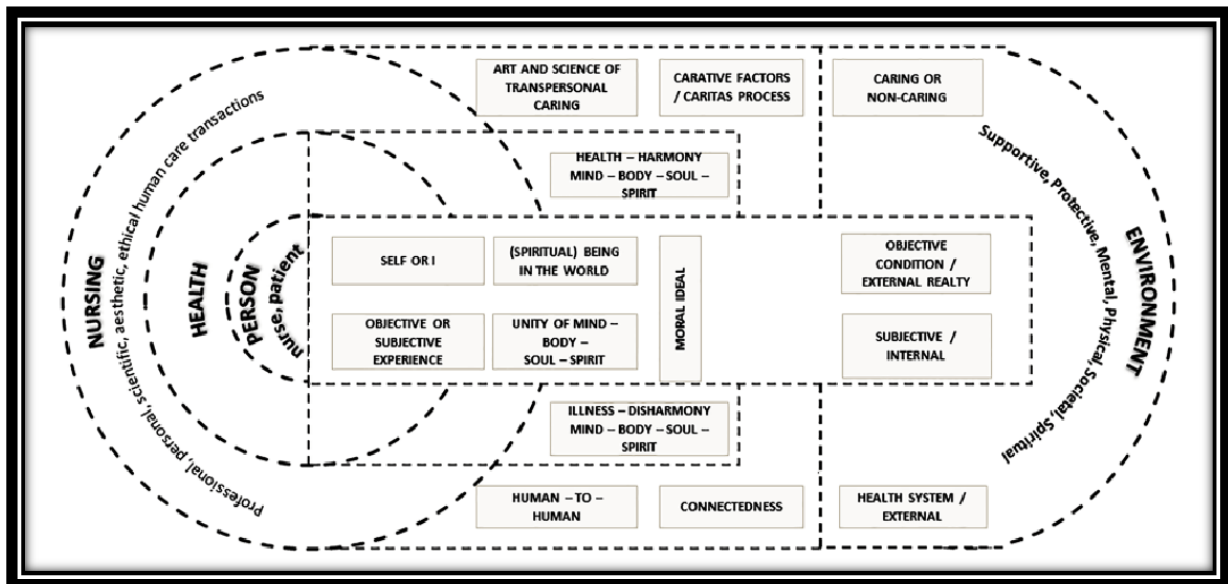 ART AND SCIENCE OF
TRANSPERSONAL
CARING
CARATIVE FACTORS
/ CARITAS PROCESS
CARING OR
NON-CARING
HEALTH – HARMONY
MIND – BODY – SOUL –
SPIRIT
NURSING
Professional, personal, scientific, aesthetic, ethical human care transactions
HEALTH
PERSON
nurse, patient
SELF OR I
(SPIRITUAL) BEING
IN THE WORLD
OBJECTIVE OR
SUBJECTIVE
EXPERIENCE
UNITY OF MIND –
BODY –
SOUL – SPIRIT
MORAL IDEAL
OBJECTIVE
CONDITION /
EXTERNAL REALTY
SUBJECTIVE /
INTERNAL
Supportive, Protective, Mental, Physical, Societal, Spiritual
ENVIRONMENT
ILLNESS – DISHARMONY
MIND – BODY – SOUL –
SPIRIT
HUMAN – TO –
HUMAN
CONNECTEDNESS
HEALTH SYSTEM /
EXTERNAL